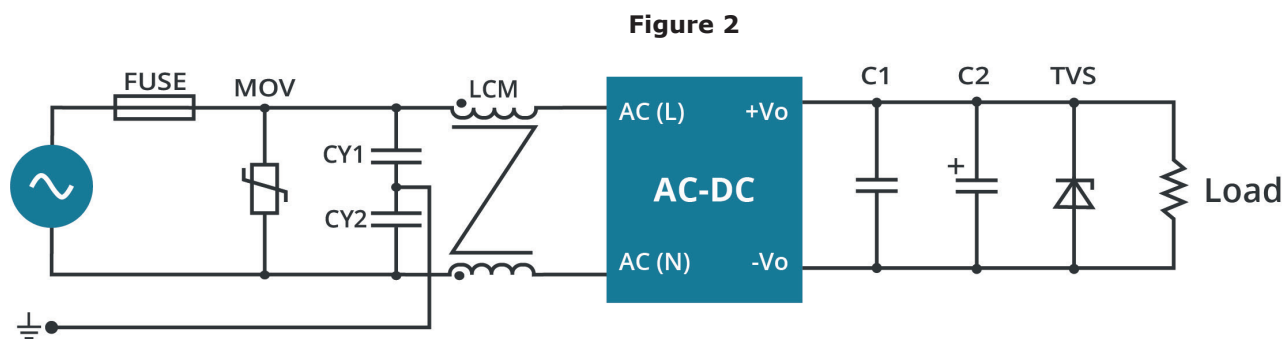 Figure 2
FUSE
MOV
LCM
C1
C2
TVS
AC (L)
+Vo
CY1
+
AC-DC
Load
CY2
AC (N)
-Vo